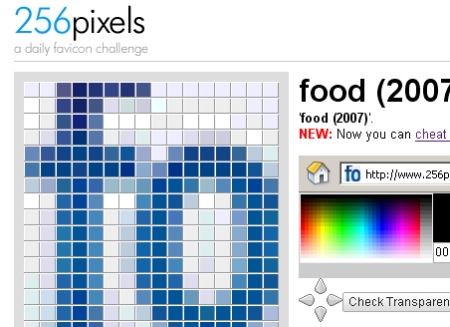 256pixels
a daily favicon challenge
food (2007
'food (2007)'.
NEW: Now you can cheat
fo http://www.256p
00
Check Transparen